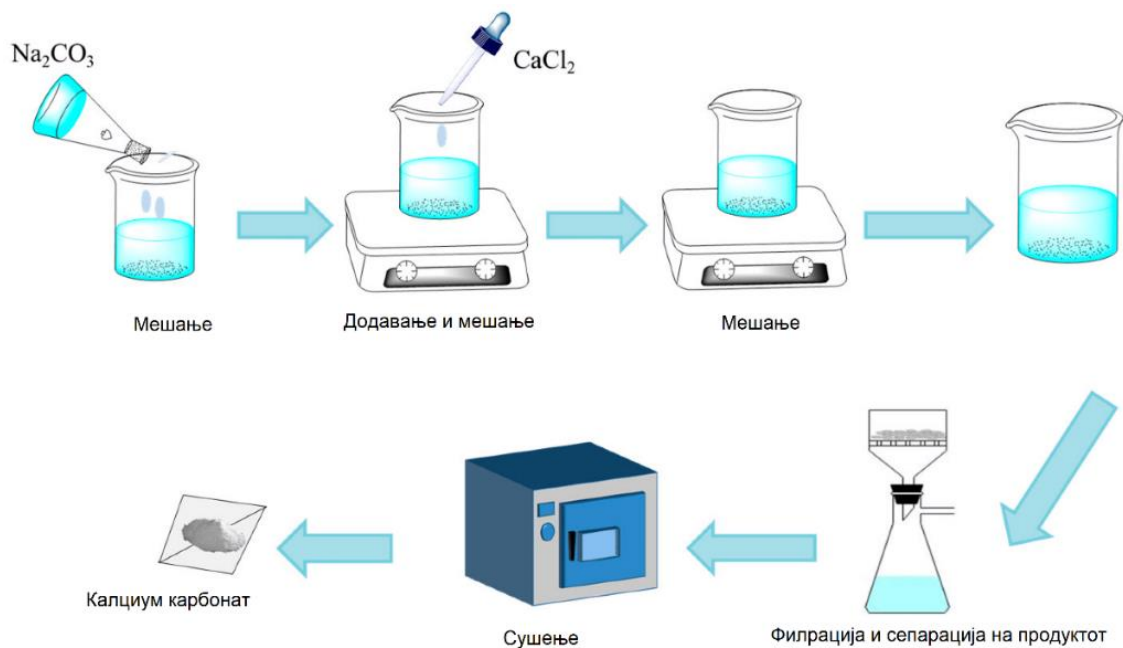 Na₂CO₃
CaCl₂
Мешање
Додавање и мешање
Мешање
Калциум карбонат
Сушење
Филрација и сепарација на продуктот